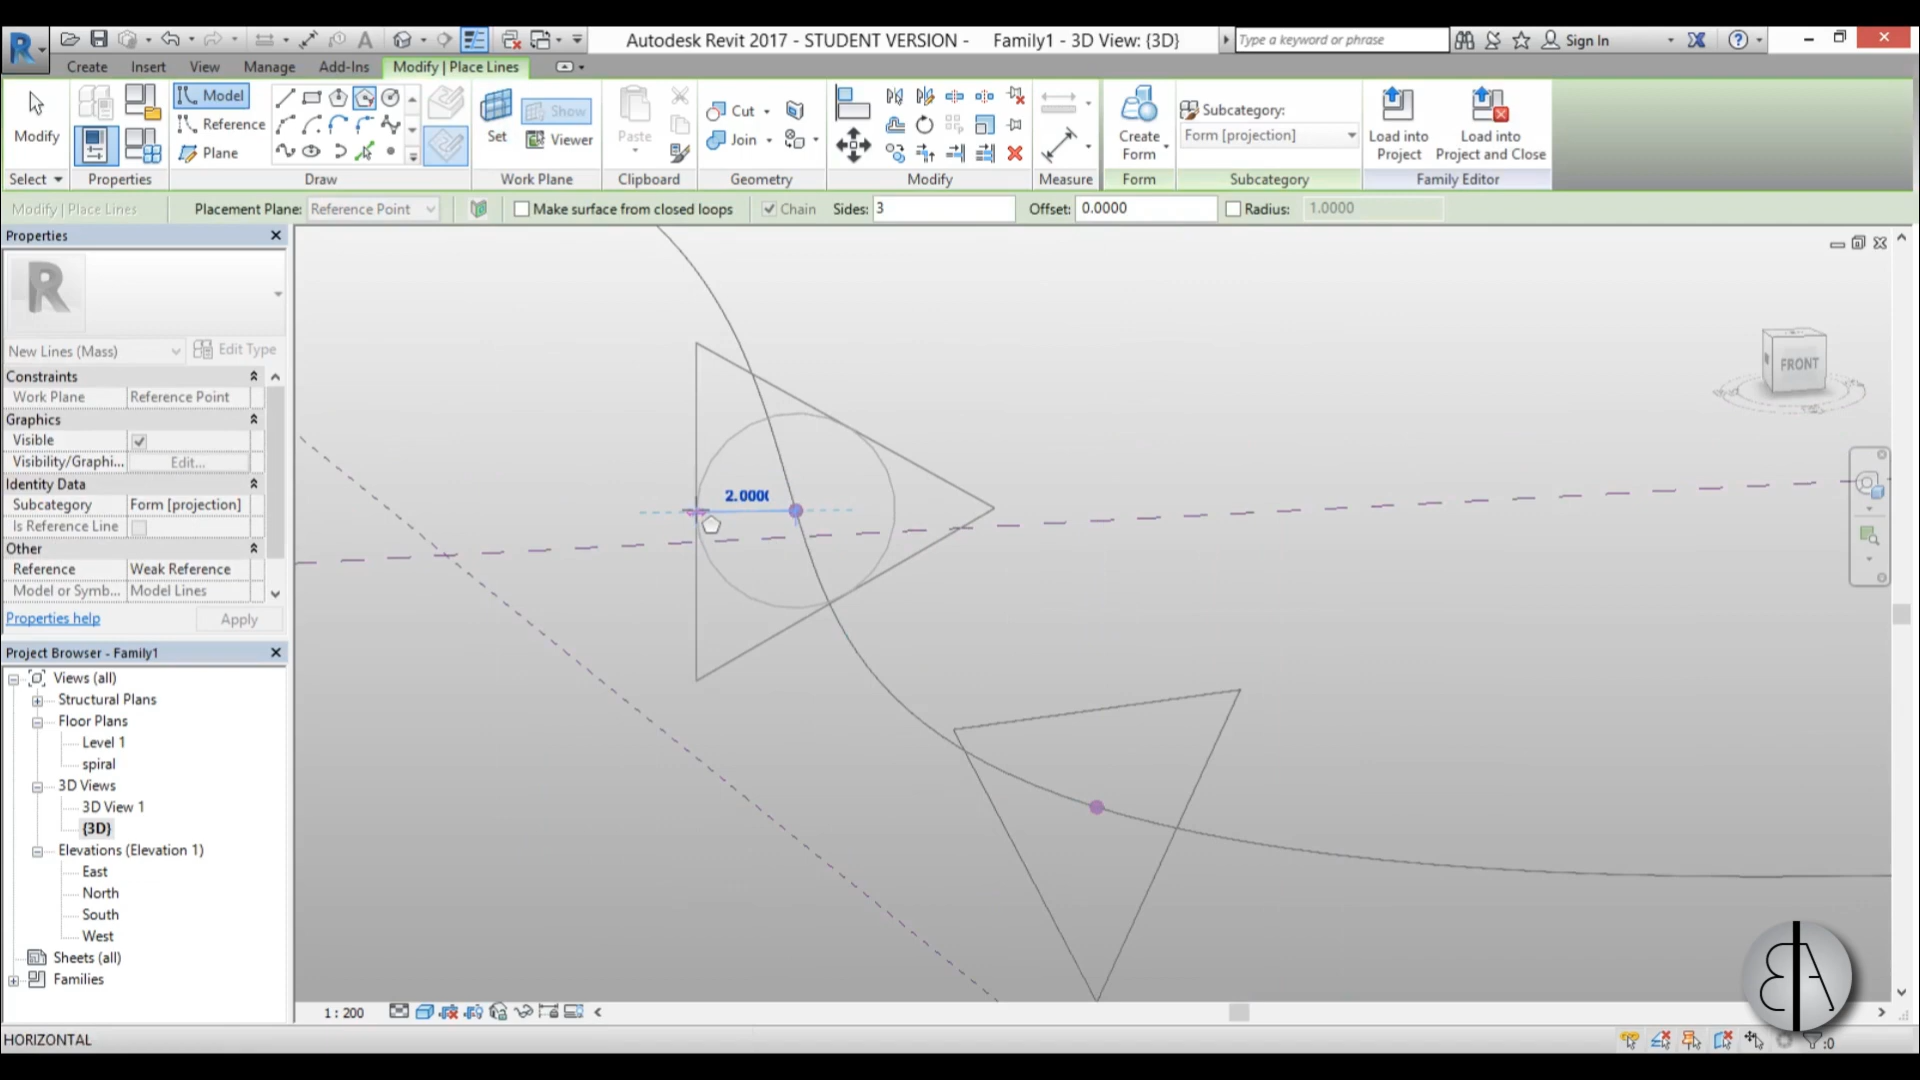 Autodesk Revit 2017 - STUDENT VERSION - Family1 - 3D View: {3D}
Type a keyword or phrase
Sign In
Create Insert View Manage Add-Ins Modify | Place Lines
Modify
Select
Properties
Model
Reference
Plane
Draw
Set
Show
Viewer
Work Plane
Paste
Clipboard
Cut
Join
Geometry
Modify
Measure
Create
Form
Form
Subcategory:
Form [projection]
Subcategory
Load into
Project
Load into
Project and Close
Family Editor
Modify | Place Lines
Placement Plane: Reference Point
Make surface from closed loops
Chain
Sides: 3
Offset: 0.0000
Radius: 1.0000
Properties
New Lines (Mass)
Edit Type
Constraints
Work Plane Reference Point
Graphics
Visible
Visibility/Graphi... Edit...
Identity Data
Subcategory Form [projection]
Is Reference Line
Other
Reference Weak Reference
Model or Symb... Model Lines
Properties help
Apply
Project Browser - Family1
Views (all)
Structural Plans
Floor Plans
Level 1
spiral
3D Views
3D View 1
{3D}
Elevations (Elevation 1)
East
North
South
West
Sheets (all)
Families
2.000
FRONT
1 : 200
HORIZONTAL
:0